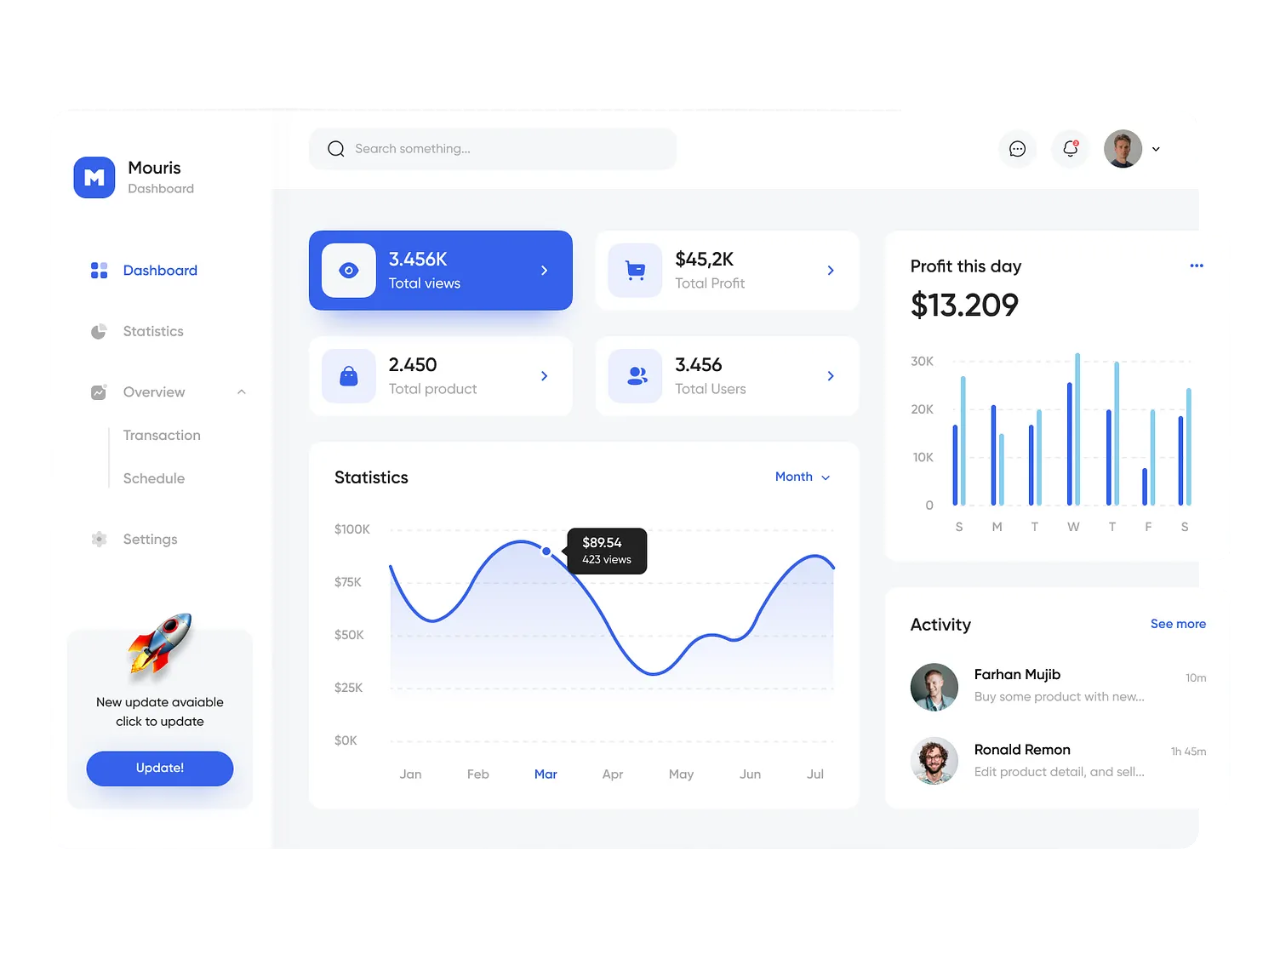 M
Mouris
Dashboard
Search something...
Dashboard
Statistics
Overview
Transaction
Schedule
Settings
New update avaiable
click to update
Update!
3.456K
Total views
$45,2K
Total Profit
2.450
Total product
3.456
Total Users
Statistics
Month
$100K
$75K
$50K
$25K
$0K
$89.54
423 views
Jan Feb Mar Apr May Jun Jul
Profit this day
$13.209
30K
20K
10K
0
S M T W T F S
Activity
See more
Farhan Mujib
10m
Buy some product with new...
Ronald Remon
1h 45m
Edit product detail, and sell...